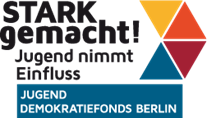 STARK
gemacht!
Jugend nimmt
Einfluss
JUGEND
DEMOKRATIEFONDS BERLIN